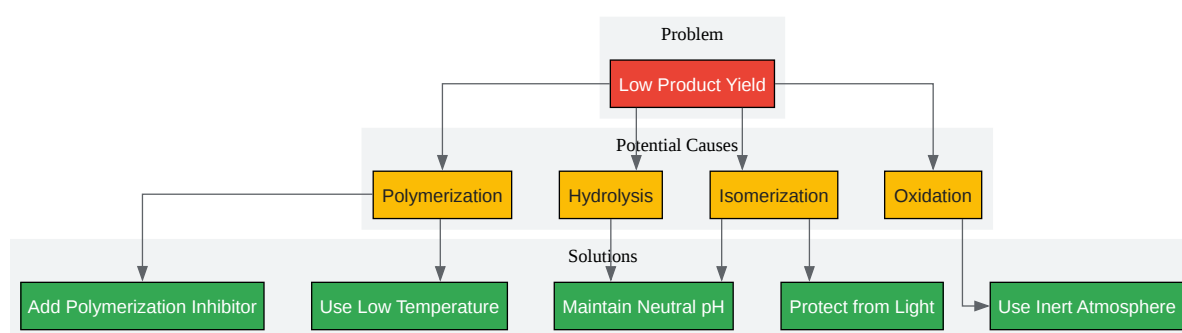 Problem
Low Product Yield
Potential Causes
Polymerization
Hydrolysis
Isomerization
Oxidation
Solutions
Add Polymerization Inhibitor
Use Low Temperature
Maintain Neutral pH
Protect from Light
Use Inert Atmosphere